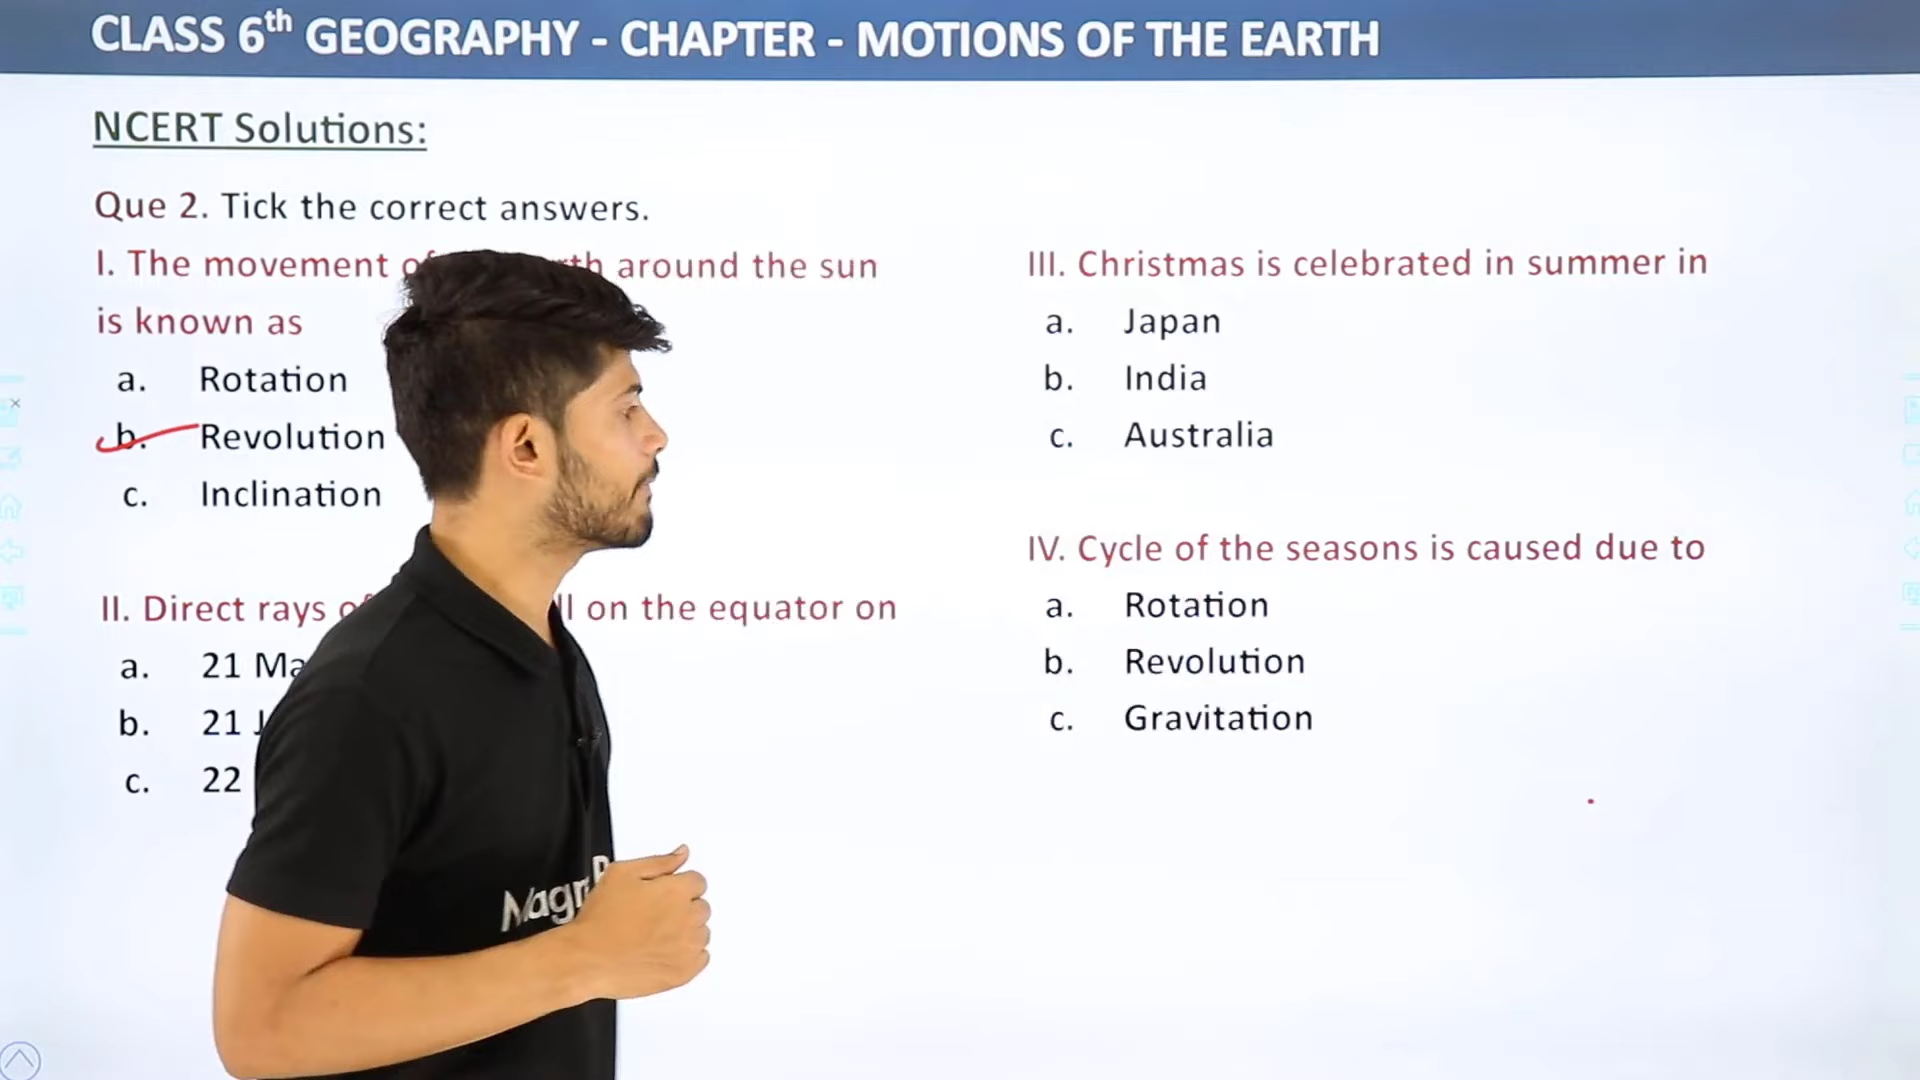 CLASS 6th GEOGRAPHY - CHAPTER - MOTIONS OF THE EARTH
NCERT Solutions:
Que 2. Tick the correct answers.
I. The movement around the sun
is known as
a. Rotation
b. Revolution
c. Inclination
II. Direct rays on the equator on
a. 21
b. 21
c. 22
III. Christmas is celebrated in summer in
a. Japan
b. India
c. Australia
IV. Cycle of the seasons is caused due to
a. Rotation
b. Revolution
c. Gravitation